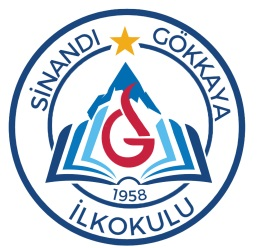 SİNANDI
GÖKKAYA
1958
İLKOKULU